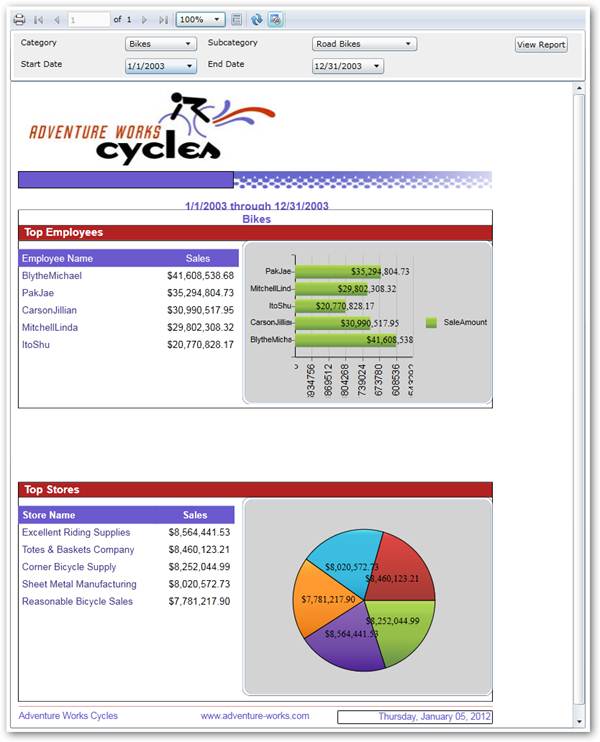 1 of 1 100%
Category Bikes Subcategory Road Bikes View Report
Start Date 1/1/2003 End Date 12/31/2003
ADVENTURE WORKS
cycles
1/1/2003 through 12/31/2003
Bikes
Top Employees
Employee Name Sales
BlytheMichael $41,608,538.68
PakJae $35,294,804.73
CarsonJillian $30,990,517.95
MitchellLinda $29,802,308.32
ItoShu $20,770,828.17
PakJae $35,294,804.73
MitchellLind $29,802,308.32
ItoShu $20,770,828.17
CarsonJillia $30,990,517.95
BlytheMicha $41,608,538
SaleAmount
0 934756 869512 804268 739024 673780 608536
Top Stores
Store Name Sales
Excellent Riding Supplies $8,564,441.53
Totes & Baskets Company $8,460,123.21
Corner Bicycle Supply $8,252,044.99
Sheet Metal Manufacturing $8,020,572.73
Reasonable Bicycle Sales $7,781,217.90
$8,020,572.73
$8,460,123.21
$7,781,217.90
$8,252,044.99
$8,564,441.53
Adventure Works Cycles www.adventure-works.com Thursday, January 05, 2012